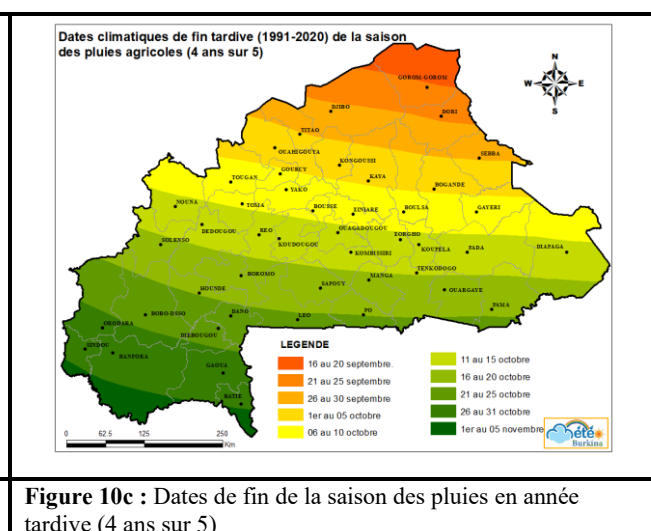 Dates climatiques de fin tardive (1991-2020) de la saison
des pluies agricoles (4 ans sur 5)
N
W
E
S
GOROM-GOROM
DJIBO
DORI
TITAO
OUAHIGOUYA
SEBBA
KONGOUSSI
GOURCY
TOUGAN
KAYA
YAKO
BOGANDE
NOUNA
TOMA
BOUSSE
ZINIARE
BOULSA
GAYERI
DEDOUGOU
REO
OUAGADOUGOU
ZORGHO
SOLENSO
KOUDOUGOU
KOMBISSIRI
KOUPELA
FADA
DIAPAGA
BOROMO
SAPOUY
MANGA
TENKODOGO
HOUNDE
OUARGAYE
BOBO-DSSO
DANO
LEO
PO
PAMA
ORODARA
DIEBOUGOU
SINDOU
BANFORA
GAOUA
BATIE
LEGENDE
16 au 20 septembre.
21 au 25 septembre
26 au 30 septembre
1er au 05 octobre
06 au 10 octobre
11 au 15 octobre
16 au 20 octobre
21 au 25 octobre
26 au 31 octobre
1er au 05 novembre
0 62.5 125 250
Km
Météo
Burkina
Figure 10c : Dates de fin de la saison des pluies en année
tardive (4 ans sur 5)